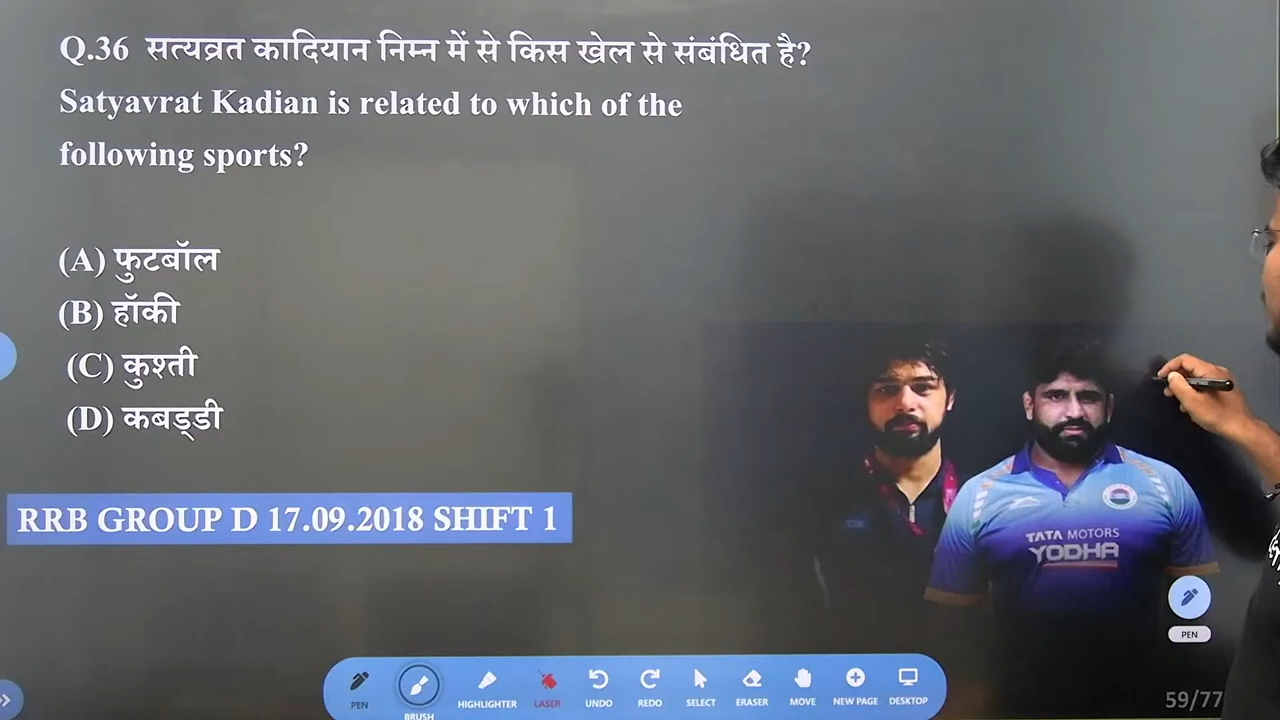 Q.36 सत्यव्रत कादियान निम्न में से किस खेल से संबंधित है?
Satyavrat Kadian is related to which of the
following sports?
(A) फुटबॉल
(B) हॉकी
(C) कुश्ती
(D) कबड्डी
RRB GROUP D 17.09.2018 SHIFT 1
TATA MOTORS
YODHA
PEN
PEN
BRUSH
HIGHLIGHTER
LASER
UNDO
REDO
SELECT
ERASER
MOVE
NEW PAGE
DESKTOP
59/77